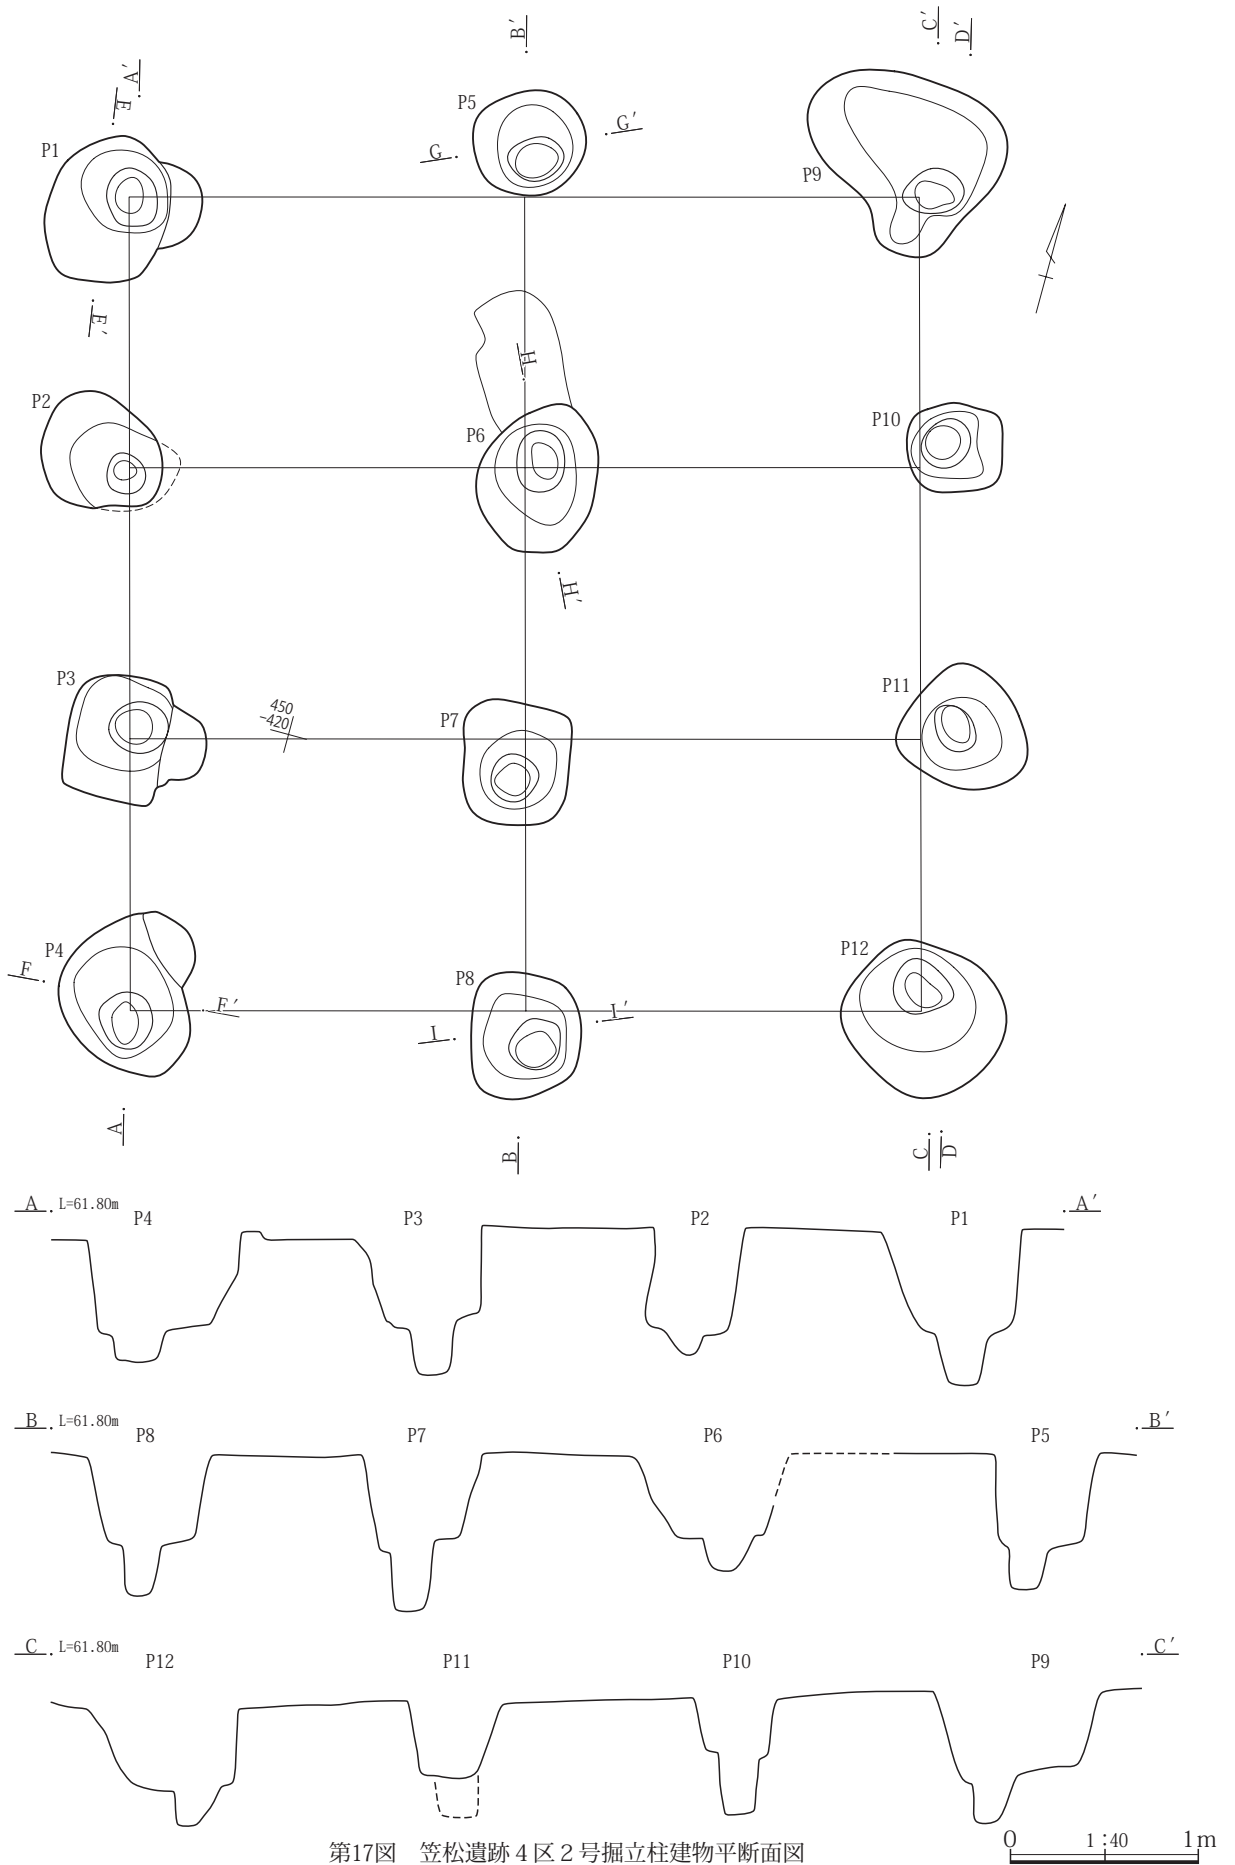 B′
C′
D′
A′
E
P5
G′
G
P1
P9
E′
H
P2
P10
P6
H′
P3
P11
450
-420
P7
P4
P12
F
P8
F′
I′
I
A
B
C
D
A L=61.80m P4 P3 P2 P1 A′
B L=61.80m P8 P7 P6 P5 B′
C L=61.80m P12 P11 P10 P9 C′
0 1:40 1m
第17図 笠松遺跡4区2号掘立柱建物平断面図